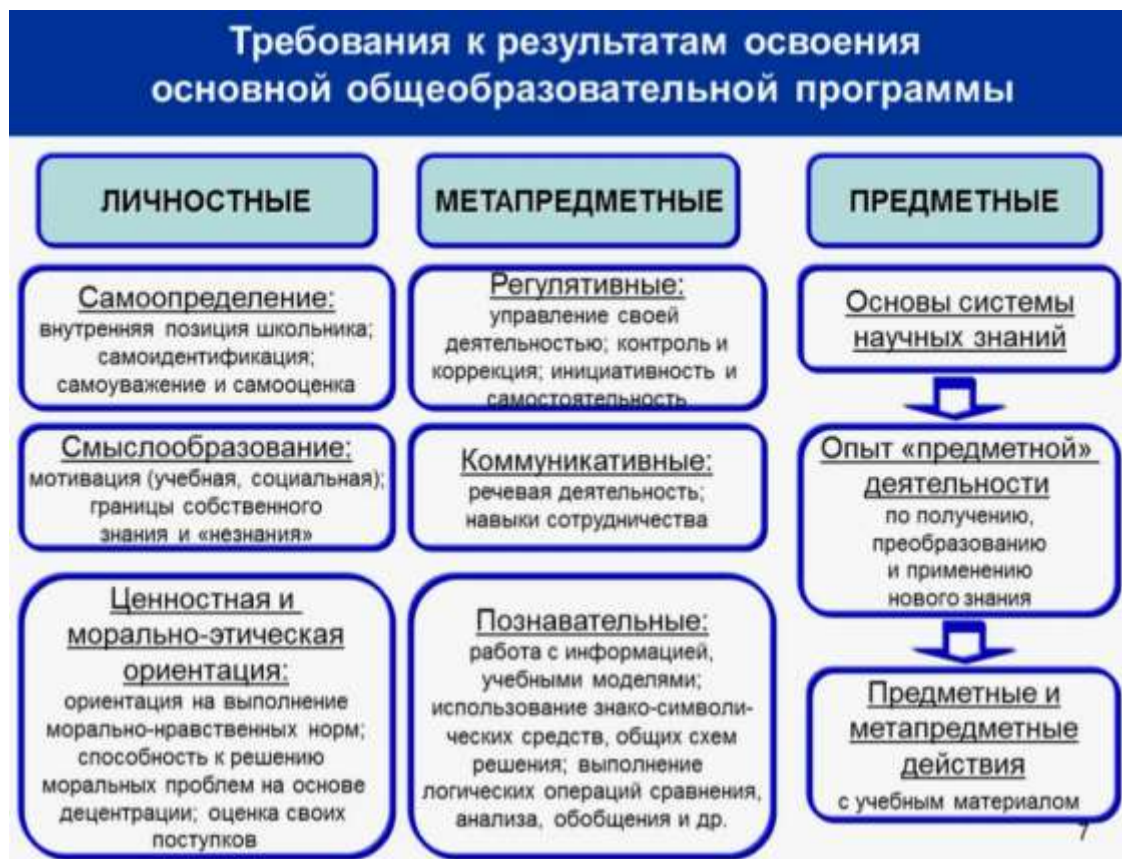 Требования к результатам освоения
основной общеобразовательной программы
ЛИЧНОСТНЫЕ
Самоопределение:
внутренняя позиция школьника;
самоидентификация;
самоуважение и самооценка
Смыслообразование:
мотивация (учебная, социальная);
границы собственного
знания и «незнания»
Ценностная и
морально-этическая
ориентация:
ориентация на выполнение
морально-нравственных норм;
способность к решению
моральных проблем на основе
децентрации; оценка своих
поступков
МЕТАПРЕДМЕТНЫЕ
Регулятивные:
управление своей
деятельностью; контроль и
коррекция; инициативность и
самостоятельность
Коммуникативные:
речевая деятельность;
навыки сотрудничества
Познавательные:
работа с информацией,
учебными моделями;
использование знако-символи-
ческих средств, общих схем
решения; выполнение
логических операций сравнения,
анализа, обобщения и др.
ПРЕДМЕТНЫЕ
Основы системы
научных знаний
Опыт «предметной»
деятельности
по получению,
преобразованию
и применению
нового знания
Предметные и
метапредметные
действия
с учебным материалом
7